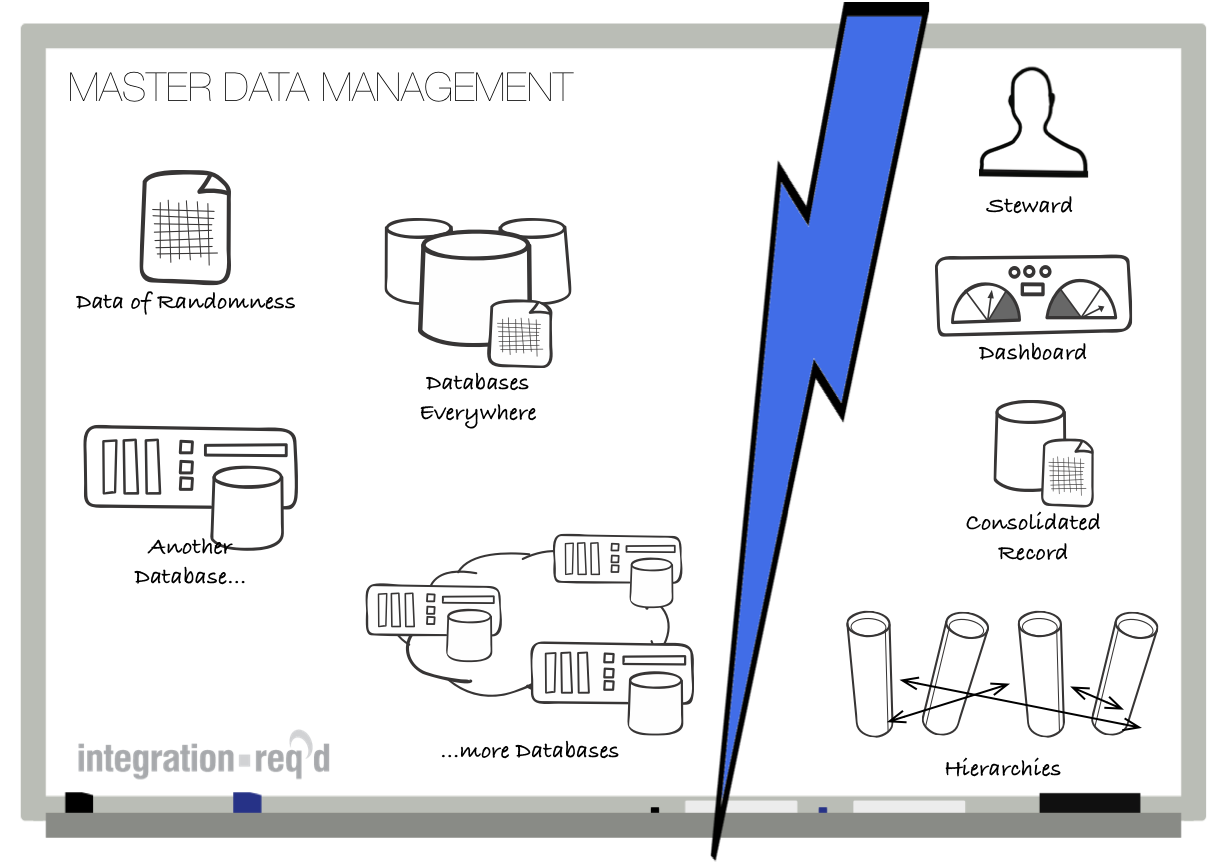 MASTER DATA MANAGEMENT
Data of Randomness
Databases
Everywhere
Another
Database...
...more Databases
integration req'd
Steward
Dashboard
Consolidated
Record
Hierarchies